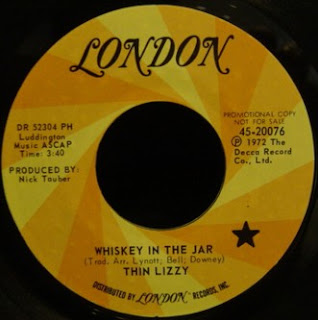 LONDON
DR 52304 PH
Luddington
Music ASCAP
Time: 3:40
PRODUCED BY:
Nick Tauber
PROMOTIONAL COPY
NOT FOR SALE
45-20076
Ⓟ 1972 The
Decca Record
Co., Ltd.
WHISKEY IN THE JAR
(Trad. Arr. Lynott; Bell; Downey)
THIN LIZZY
DISTRIBUTED BY LONDON RECORDS, INC.